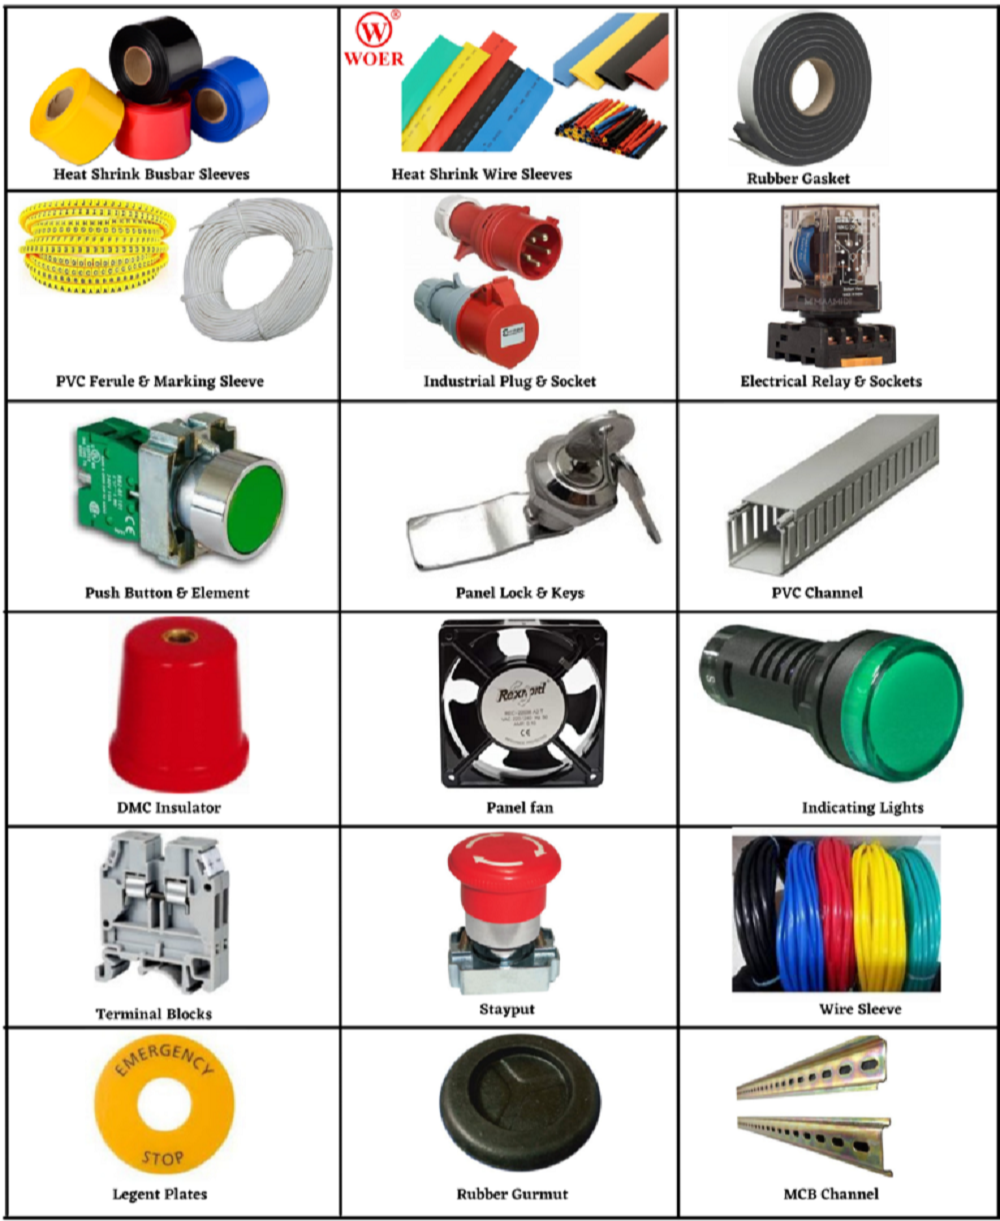 WOER
®
Heat Shrink Busbar Sleeves
Heat Shrink Wire Sleeves
Rubber Gasket
PVC Ferule & Marking Sleeve
Industrial Plug & Socket
Electrical Relay & Sockets
CE
Push Button & Element
Panel Lock & Keys
PVC Channel
CE
S
DMC Insulator
Panel fan
Indicating Lights
Terminal Blocks
Stayput
Wire Sleeve
EMERGENCY
STOP
Legent Plates
Rubber Gurmut
MCB Channel